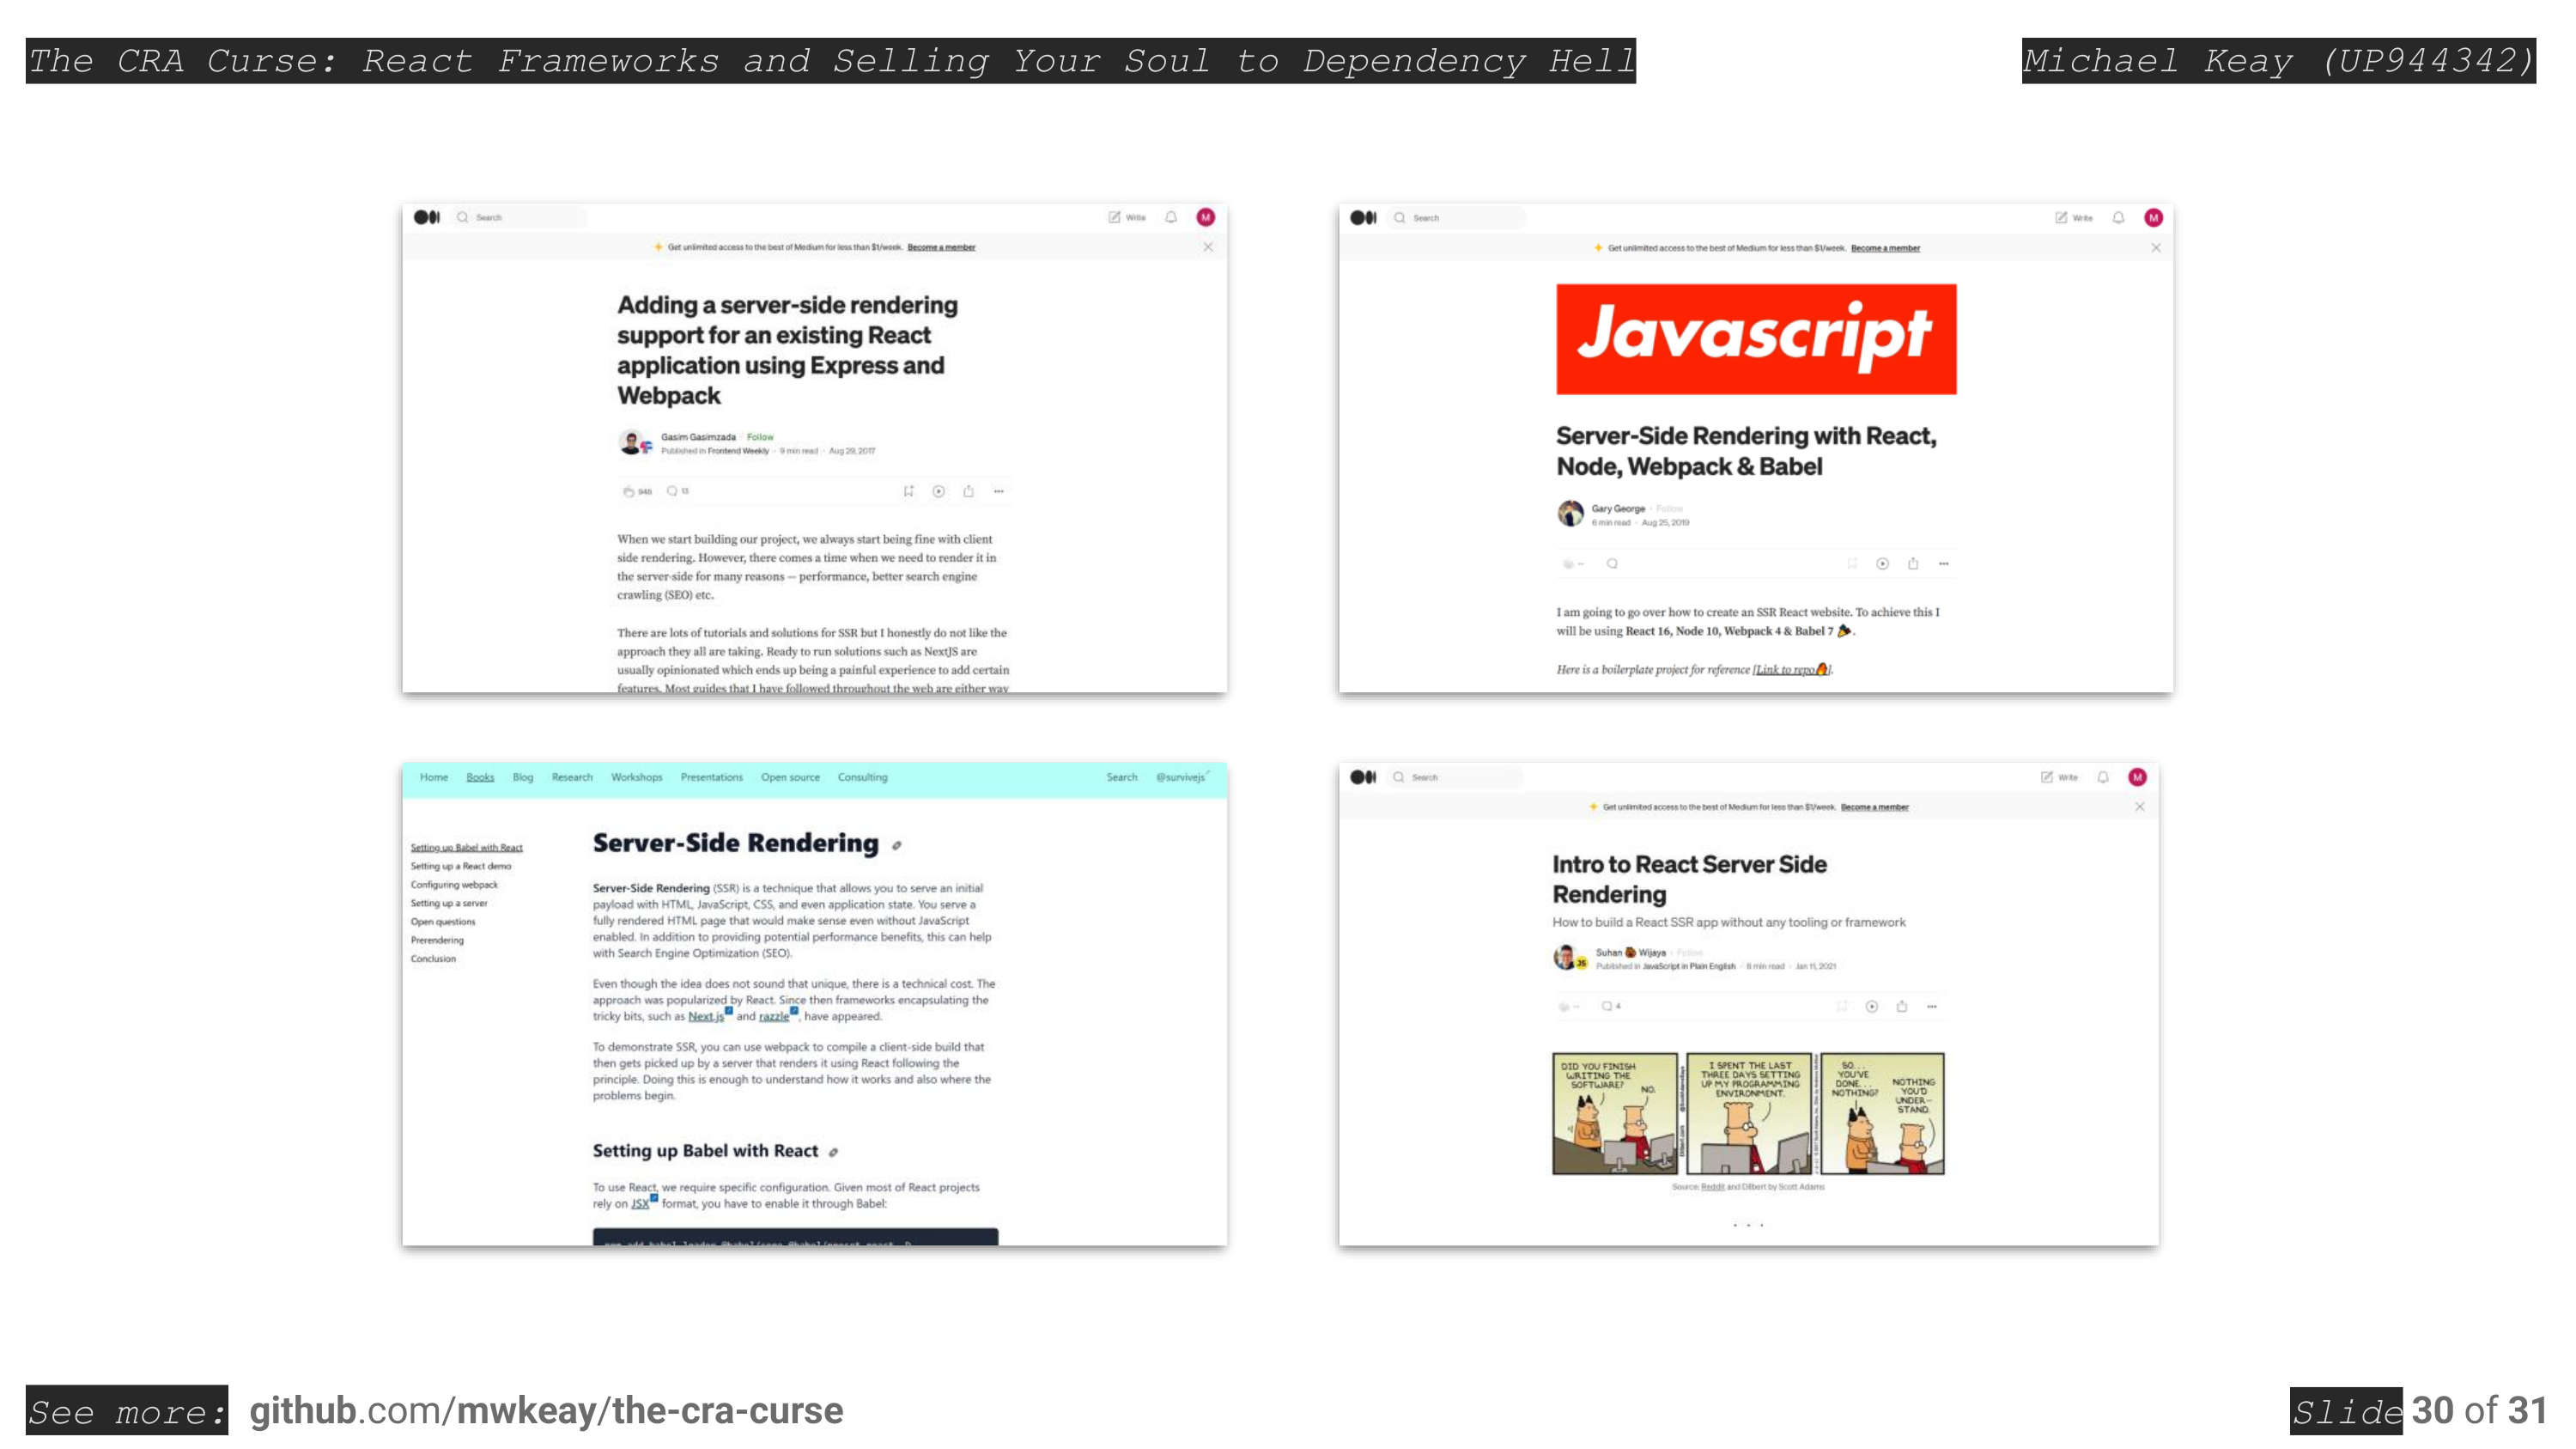 The CRA Curse: React Frameworks and Selling Your Soul to Dependency Hell
Michael Keay (UP944342)
Search
Write
M
Get unlimited access to the best of Medium for less than $1/week. Become a member
Adding a server-side rendering
support for an existing React
application using Express and
Webpack
Gasim Gasimzada · Follow
Published in Frontend Weekly · 9 min read · Aug 29, 2017
948
13
When we start building our project, we always start being fine with client
side rendering. However, there comes a time when we need to render it in
the server-side for many reasons — performance, better search engine
crawling (SEO) etc.
There are lots of tutorials and solutions for SSR but I honestly do not like the
approach they all are taking. Ready to run solutions such as NextJS are
usually opinionated which ends up being a painful experience to add certain
features. Most guides that I have followed throughout the web are either way
Search
Write
M
Get unlimited access to the best of Medium for less than $1/week. Become a member
Javascript
Server-Side Rendering with React,
Node, Webpack & Babel
Gary George · Follow
6 min read · Aug 25, 2019
I am going to go over how to create an SSR React website. To achieve this I
will be using React 16, Node 10, Webpack 4 & Babel 7 🎉.
Here is a boilerplate project for reference [Link to repo🔥].
Home Books Blog Research Workshops Presentations Open source Consulting
Search @survivejs
Setting up Babel with React
Setting up a React demo
Configuring webpack
Setting up a server
Open questions
Prerendering
Conclusion
Server-Side Rendering
Server-Side Rendering (SSR) is a technique that allows you to serve an initial
payload with HTML, JavaScript, CSS, and even application state. You serve a
fully rendered HTML page that would make sense even without JavaScript
enabled. In addition to providing potential performance benefits, this can help
with Search Engine Optimization (SEO).
Even though the idea does not sound that unique, there is a technical cost. The
approach was popularized by React. Since then frameworks encapsulating the
tricky bits, such as Next.js and razzle, have appeared.
To demonstrate SSR, you can use webpack to compile a client-side build that
then gets picked up by a server that renders it using React following the
principle. Doing this is enough to understand how it works and also where the
problems begin.
Setting up Babel with React
To use React, we require specific configuration. Given most of React projects
rely on JSX format, you have to enable it through Babel:
Search
Write
M
Get unlimited access to the best of Medium for less than $1/week. Become a member
Intro to React Server Side
Rendering
How to build a React SSR app without any tooling or framework
Suhan Wijaya · Follow
JS
Published in JavaScript in Plain English · 8 min read · Jan 11, 2021
4
DID YOU FINISH
WRITING THE
SOFTWARE?
NO.
I SPENT THE LAST
THREE DAYS SETTING
UP MY PROGRAMMING
ENVIRONMENT.
SO...
YOU'VE
DONE...
NOTHING?
NOTHING
YOU'D
UNDER-
STAND.
Source: Reddit and Dilbert by Scott Adams
See more: github.com/mwkeay/the-cra-curse
Slide 30 of 31